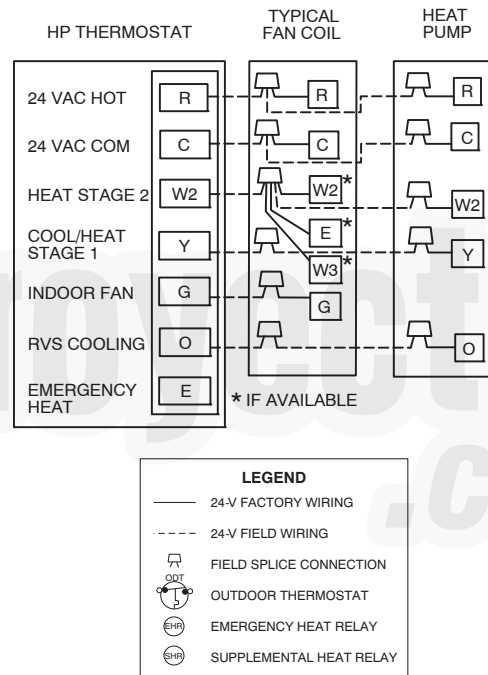 HP THERMOSTAT
TYPICAL
FAN COIL
HEAT
PUMP
24 VAC HOT R R R
24 VAC COM C C C
HEAT STAGE 2 W2 W2* W2
E*
COOL/HEAT
STAGE 1 Y W3* Y
INDOOR FAN G G
RVS COOLING O O
EMERGENCY
HEAT E
* IF AVAILABLE
LEGEND
24-V FACTORY WIRING
24-V FIELD WIRING
FIELD SPLICE CONNECTION
ODT
OUTDOOR THERMOSTAT
EHR EMERGENCY HEAT RELAY
SHR SUPPLEMENTAL HEAT RELAY